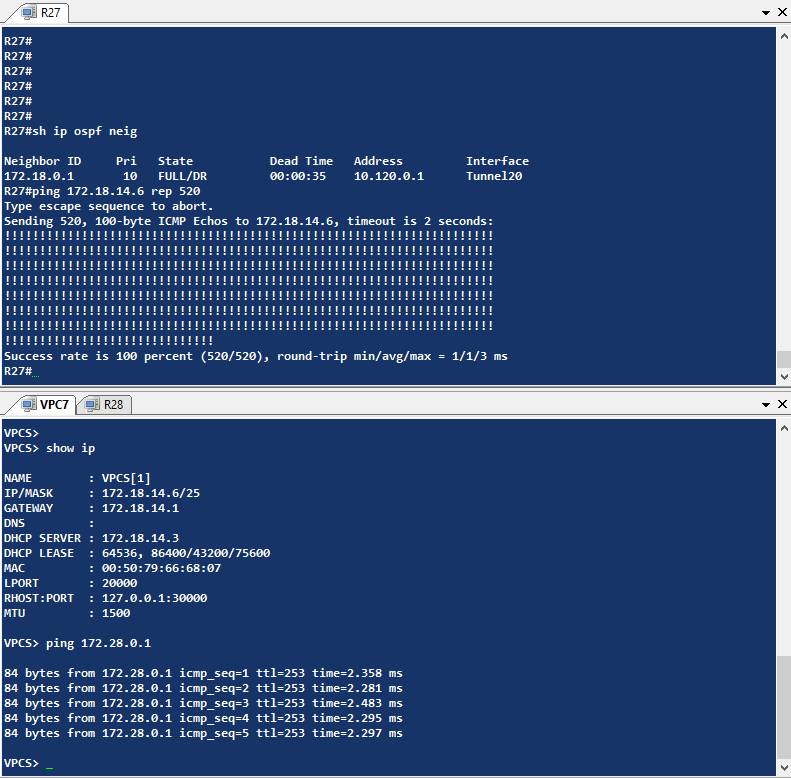 R27
R27#
R27#
R27#
R27#
R27#
R27#
R27#sh ip ospf neig
Neighbor ID     Pri   State           Dead Time   Address         Interface
172.18.0.1       10   FULL/DR         00:00:35    10.120.0.1      Tunnel20
R27#ping 172.18.14.6 rep 520
Type escape sequence to abort.
Sending 520, 100-byte ICMP Echos to 172.18.14.6, timeout is 2 seconds:
!!!!!!!!!!!!!!!!!!!!!!!!!!!!!!!!!!!!!!!!!!!!!!!!!!!!!!!!!!!!!!!!!!!!!!
!!!!!!!!!!!!!!!!!!!!!!!!!!!!!!!!!!!!!!!!!!!!!!!!!!!!!!!!!!!!!!!!!!!!!!
!!!!!!!!!!!!!!!!!!!!!!!!!!!!!!!!!!!!!!!!!!!!!!!!!!!!!!!!!!!!!!!!!!!!!!
!!!!!!!!!!!!!!!!!!!!!!!!!!!!!!!!!!!!!!!!!!!!!!!!!!!!!!!!!!!!!!!!!!!!!!
!!!!!!!!!!!!!!!!!!!!!!!!!!!!!!!!!!!!!!!!!!!!!!!!!!!!!!!!!!!!!!!!!!!!!!
!!!!!!!!!!!!!!!!!!!!!!!!!!!!!!!!!!!!!!!!!!!!!!!!!!!!!!!!!!!!!!!!!!!!!!
!!!!!!!!!!!!!!!!!!!!!!!!!!!!!!!!!!!!!!!!!!!!!!!!!!!!!!!!!!!!!!!!!!!!!!
!!!!!!!!!!!!!!!!!!!!!!!!!!!!!!
Success rate is 100 percent (520/520), round-trip min/avg/max = 1/1/3 ms
R27#
VPC7 R28
VPCS>
VPCS> show ip
NAME        : VPCS[1]
IP/MASK     : 172.18.14.6/25
GATEWAY     : 172.18.14.1
DNS         :
DHCP SERVER : 172.18.14.3
DHCP LEASE  : 64536, 86400/43200/75600
MAC         : 00:50:79:66:68:07
LPORT       : 20000
RHOST:PORT  : 127.0.0.1:30000
MTU         : 1500
VPCS> ping 172.28.0.1
84 bytes from 172.28.0.1 icmp_seq=1 ttl=253 time=2.358 ms
84 bytes from 172.28.0.1 icmp_seq=2 ttl=253 time=2.281 ms
84 bytes from 172.28.0.1 icmp_seq=3 ttl=253 time=2.483 ms
84 bytes from 172.28.0.1 icmp_seq=4 ttl=253 time=2.295 ms
84 bytes from 172.28.0.1 icmp_seq=5 ttl=253 time=2.297 ms
VPCS>